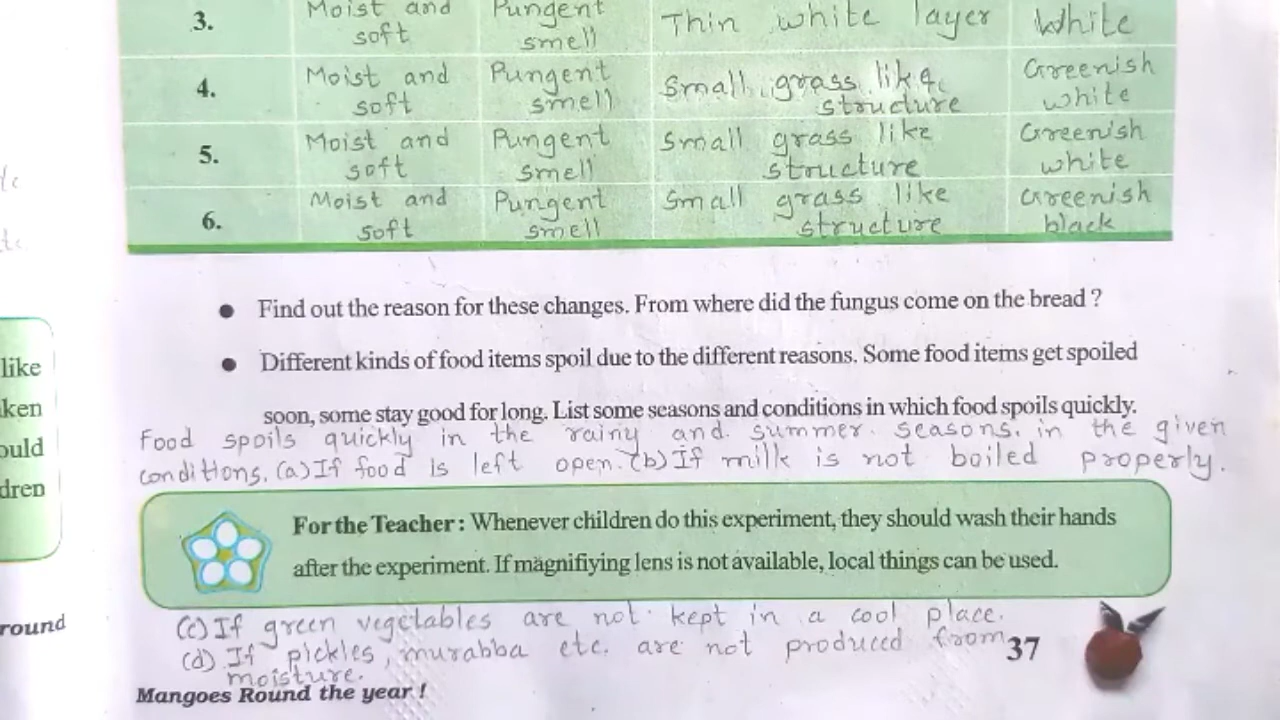 Moist and Pungent
3. soft smell Thin white layer White
Moist and Pungent Small grass like Greenish
4. soft smell structure white
Moist and Pungent Small grass like Greenish
5. soft smell structure white
Moist and Pungent Small grass like Greenish
6. soft smell structure black
● Find out the reason for these changes. From where did the fungus come on the bread ?
● Different kinds of food items spoil due to the different reasons. Some food items get spoiled
soon, some stay good for long. List some seasons and conditions in which food spoils quickly.
Food spoils quickly in the rainy and summer seasons. in the given
conditions. (a) If food is left open. (b) If milk is not boiled properly.
For the Teacher : Whenever children do this experiment, they should wash their hands
after the experiment. If magnifiying lens is not available, local things can be used.
(c) If green vegetables are not kept in a cool place.
(d) If pickles, murabba etc. are not produced from
moisture.
37
Mangoes Round the year !
like
ken
ould
dren
round